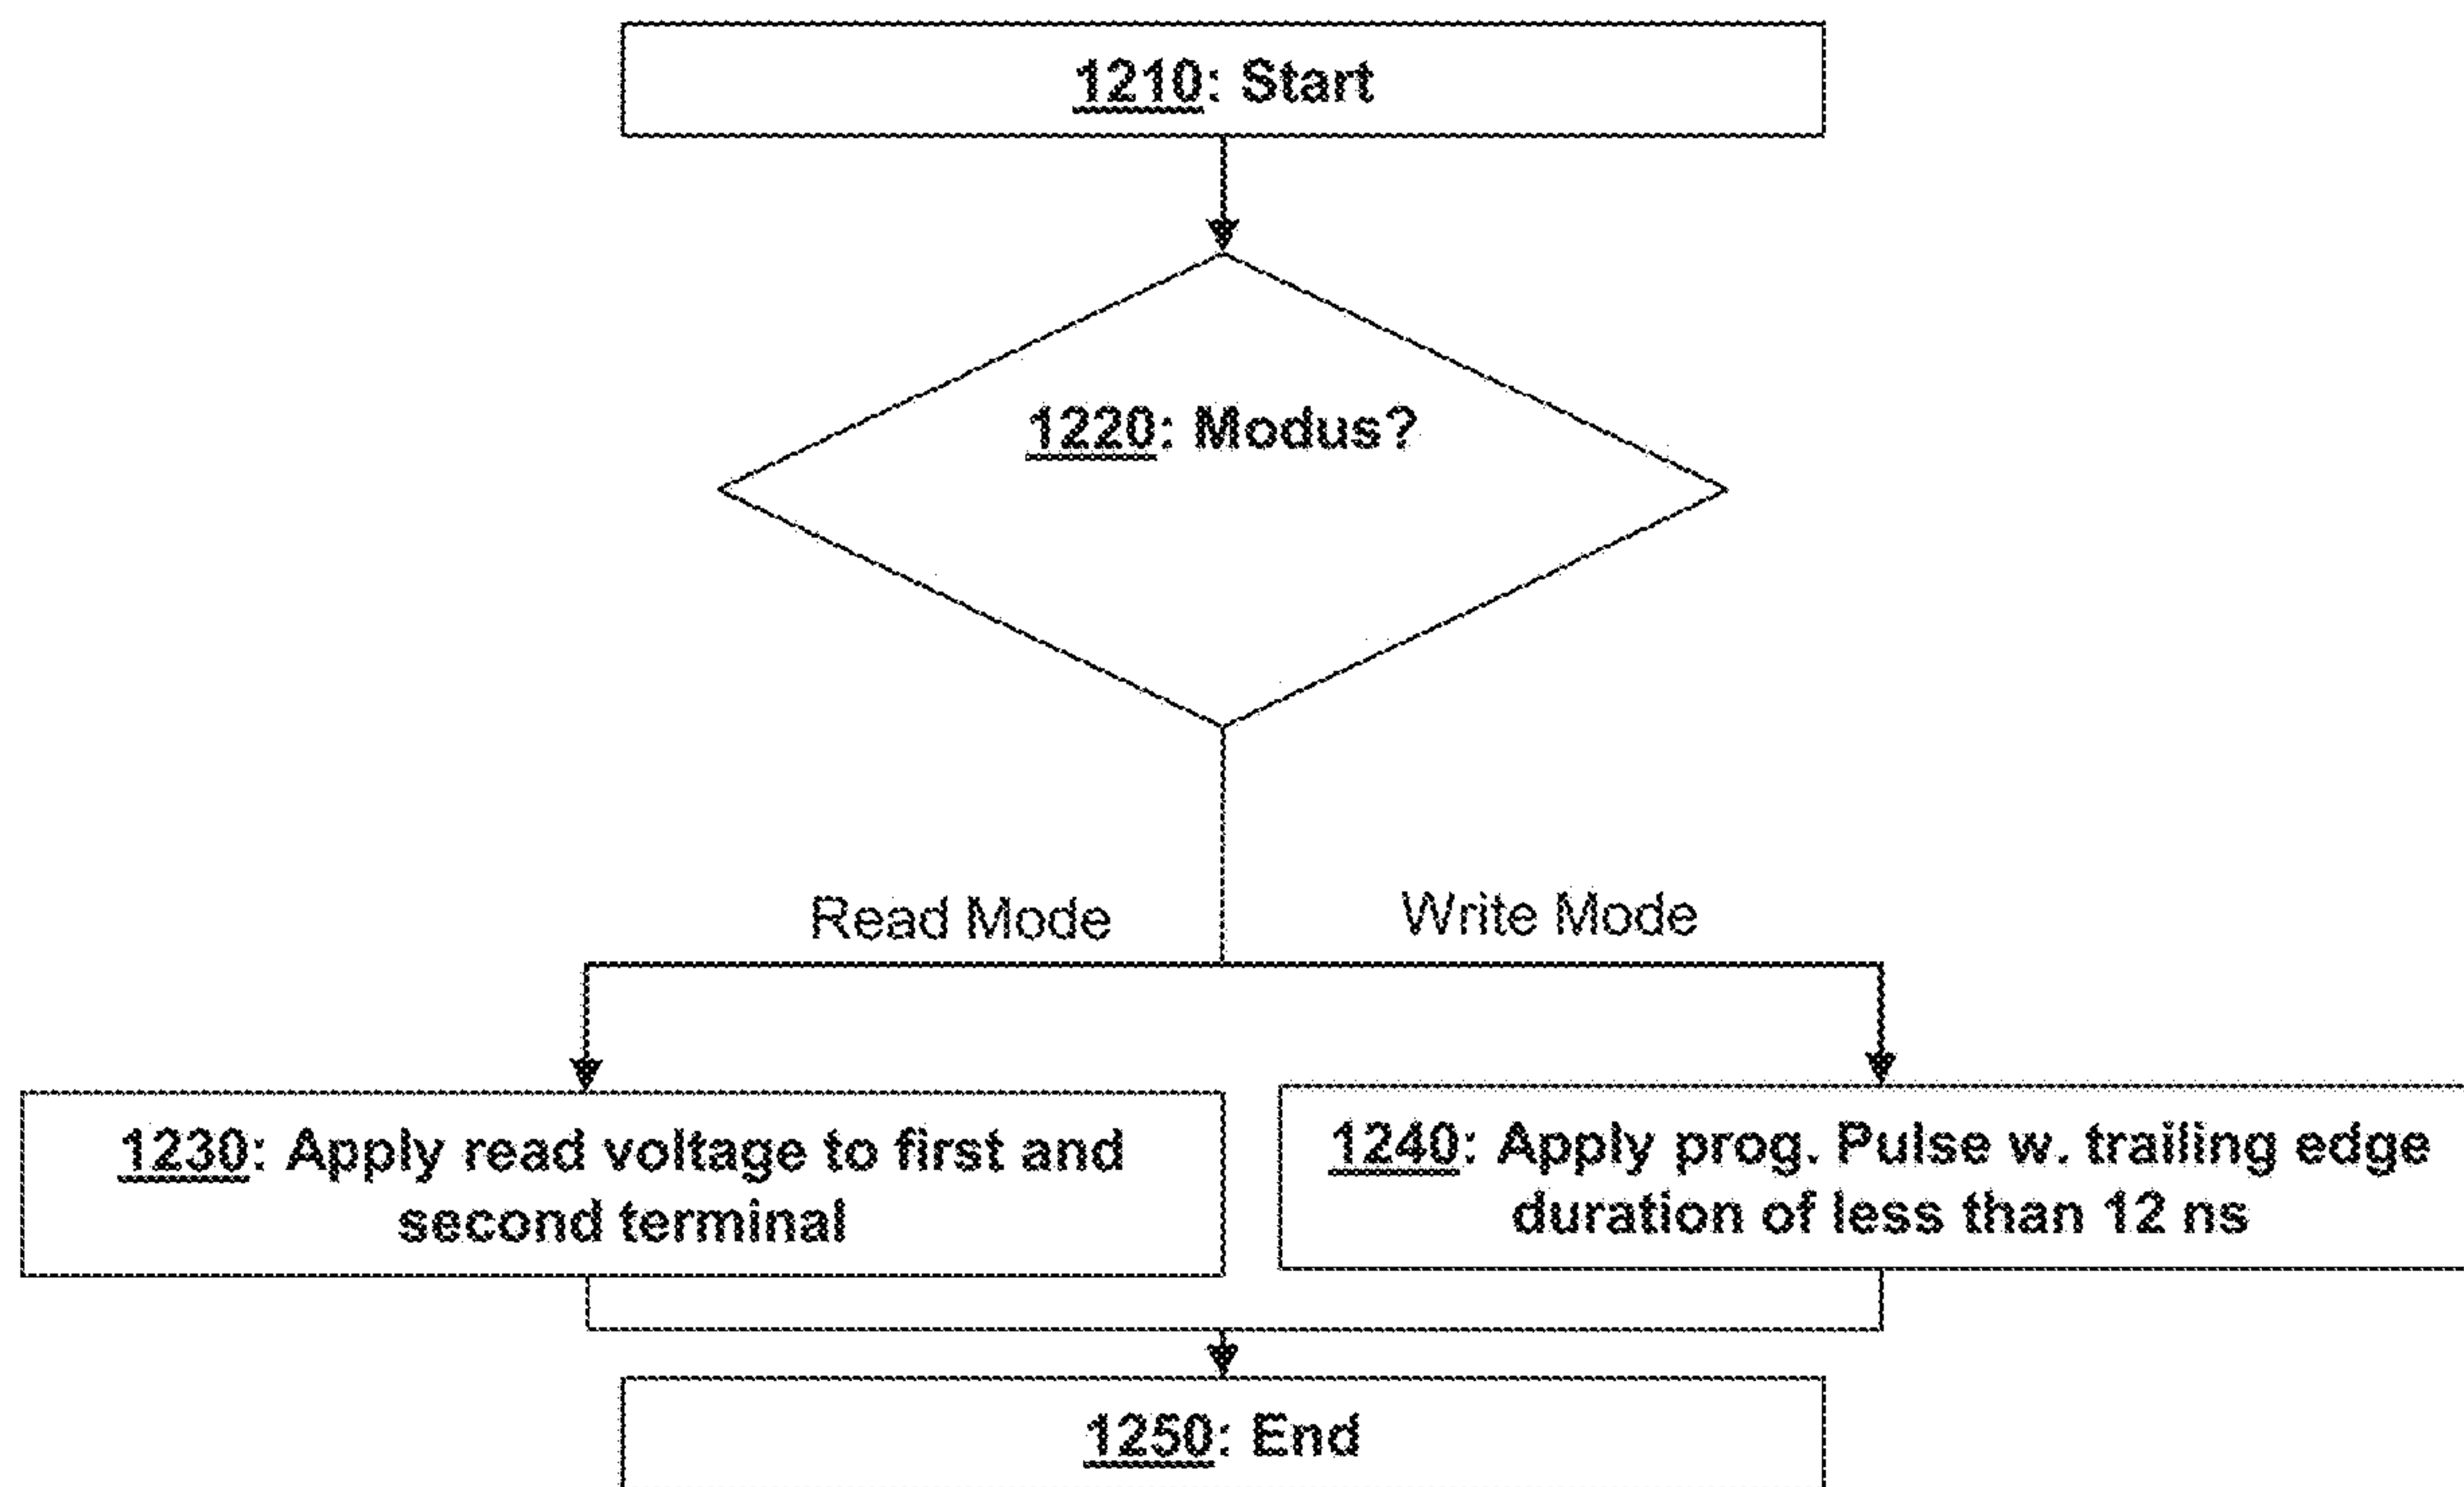 1210: Start
1220: Modus?
Read Mode
Write Mode
1230: Apply read voltage to first and
second terminal
1240: Apply prog. Pulse w. trailing edge
duration of less than 12 ns
1250: End